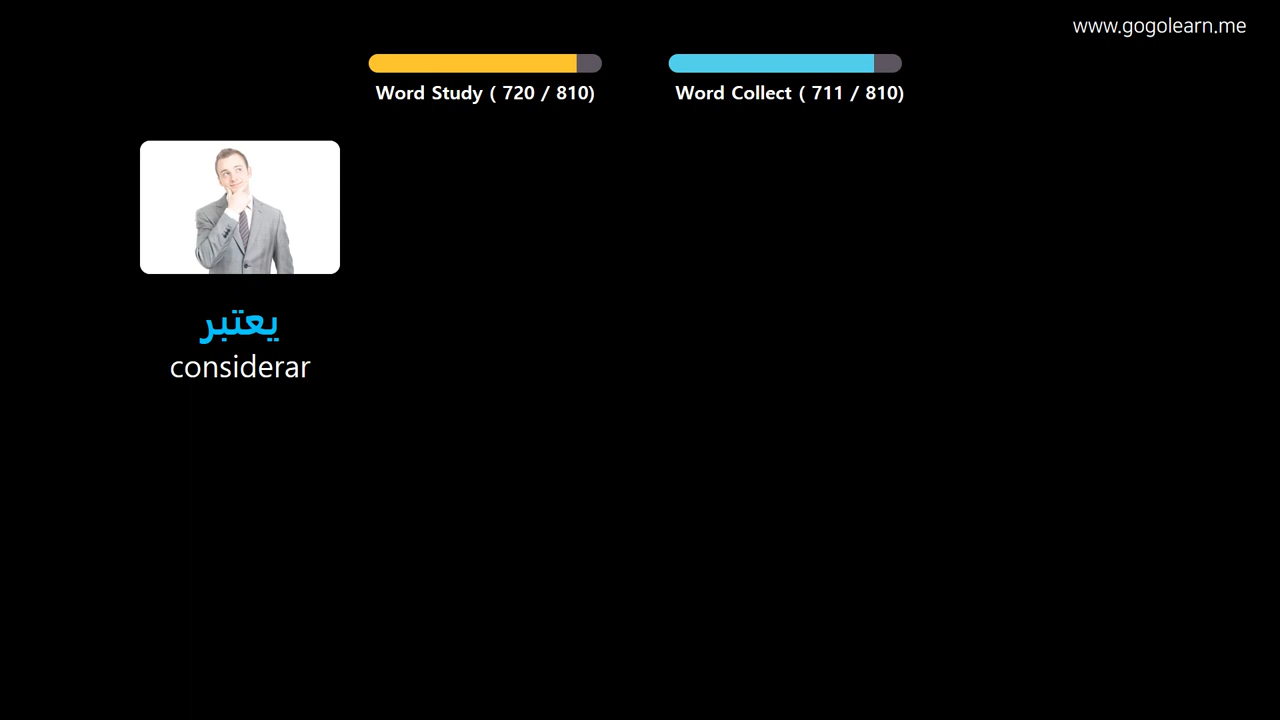 www.gogolearn.me
Word Study ( 720 / 810)
Word Collect ( 711 / 810)
يعتبر
considerar